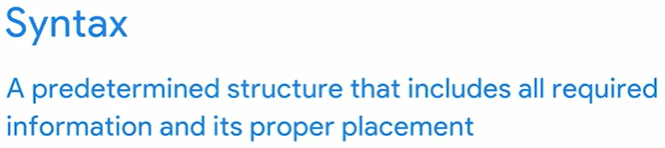 Syntax
A predetermined structure that includes all required
information and its proper placement